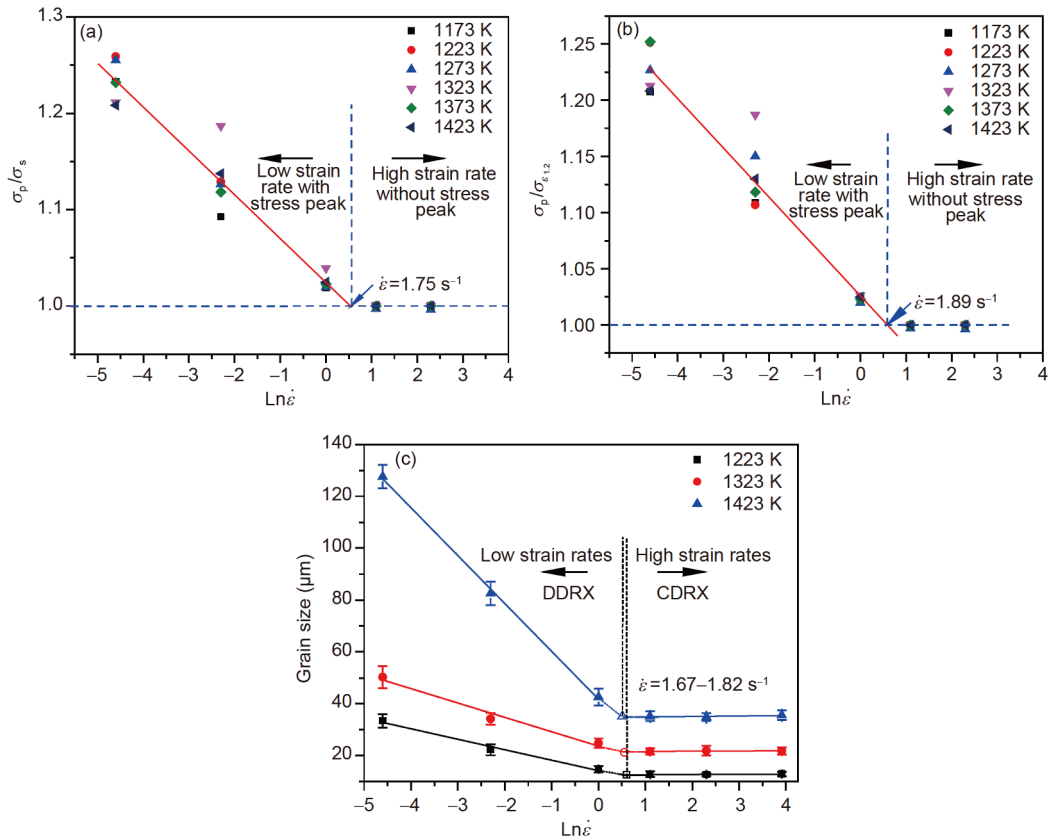 (a)
1173 K
1223 K
1273 K
1323 K
1373 K
1423 K
1.3
1.2
1.1
1.0
σp/σs
Low strain
rate with
stress peak
High strain rate
without stress
peak
ε̇=1.75 s⁻¹
−5 −4 −3 −2 −1 0 1 2 3 4
Lnε̇
(b)
1173 K
1223 K
1273 K
1323 K
1373 K
1423 K
1.25
1.20
1.15
1.10
1.05
1.00
σp/σε1.2
Low strain
rate with
stress peak
High strain rate
without stress
peak
ε̇=1.89 s⁻¹
−5 −4 −3 −2 −1 0 1 2 3 4
Lnε̇
(c)
1223 K
1323 K
1423 K
140
120
100
80
60
40
20
Grain size (μm)
Low strain rates
DDRX
High strain rates
CDRX
ε̇=1.67–1.82 s⁻¹
−5 −4 −3 −2 −1 0 1 2 3 4
Lnε̇